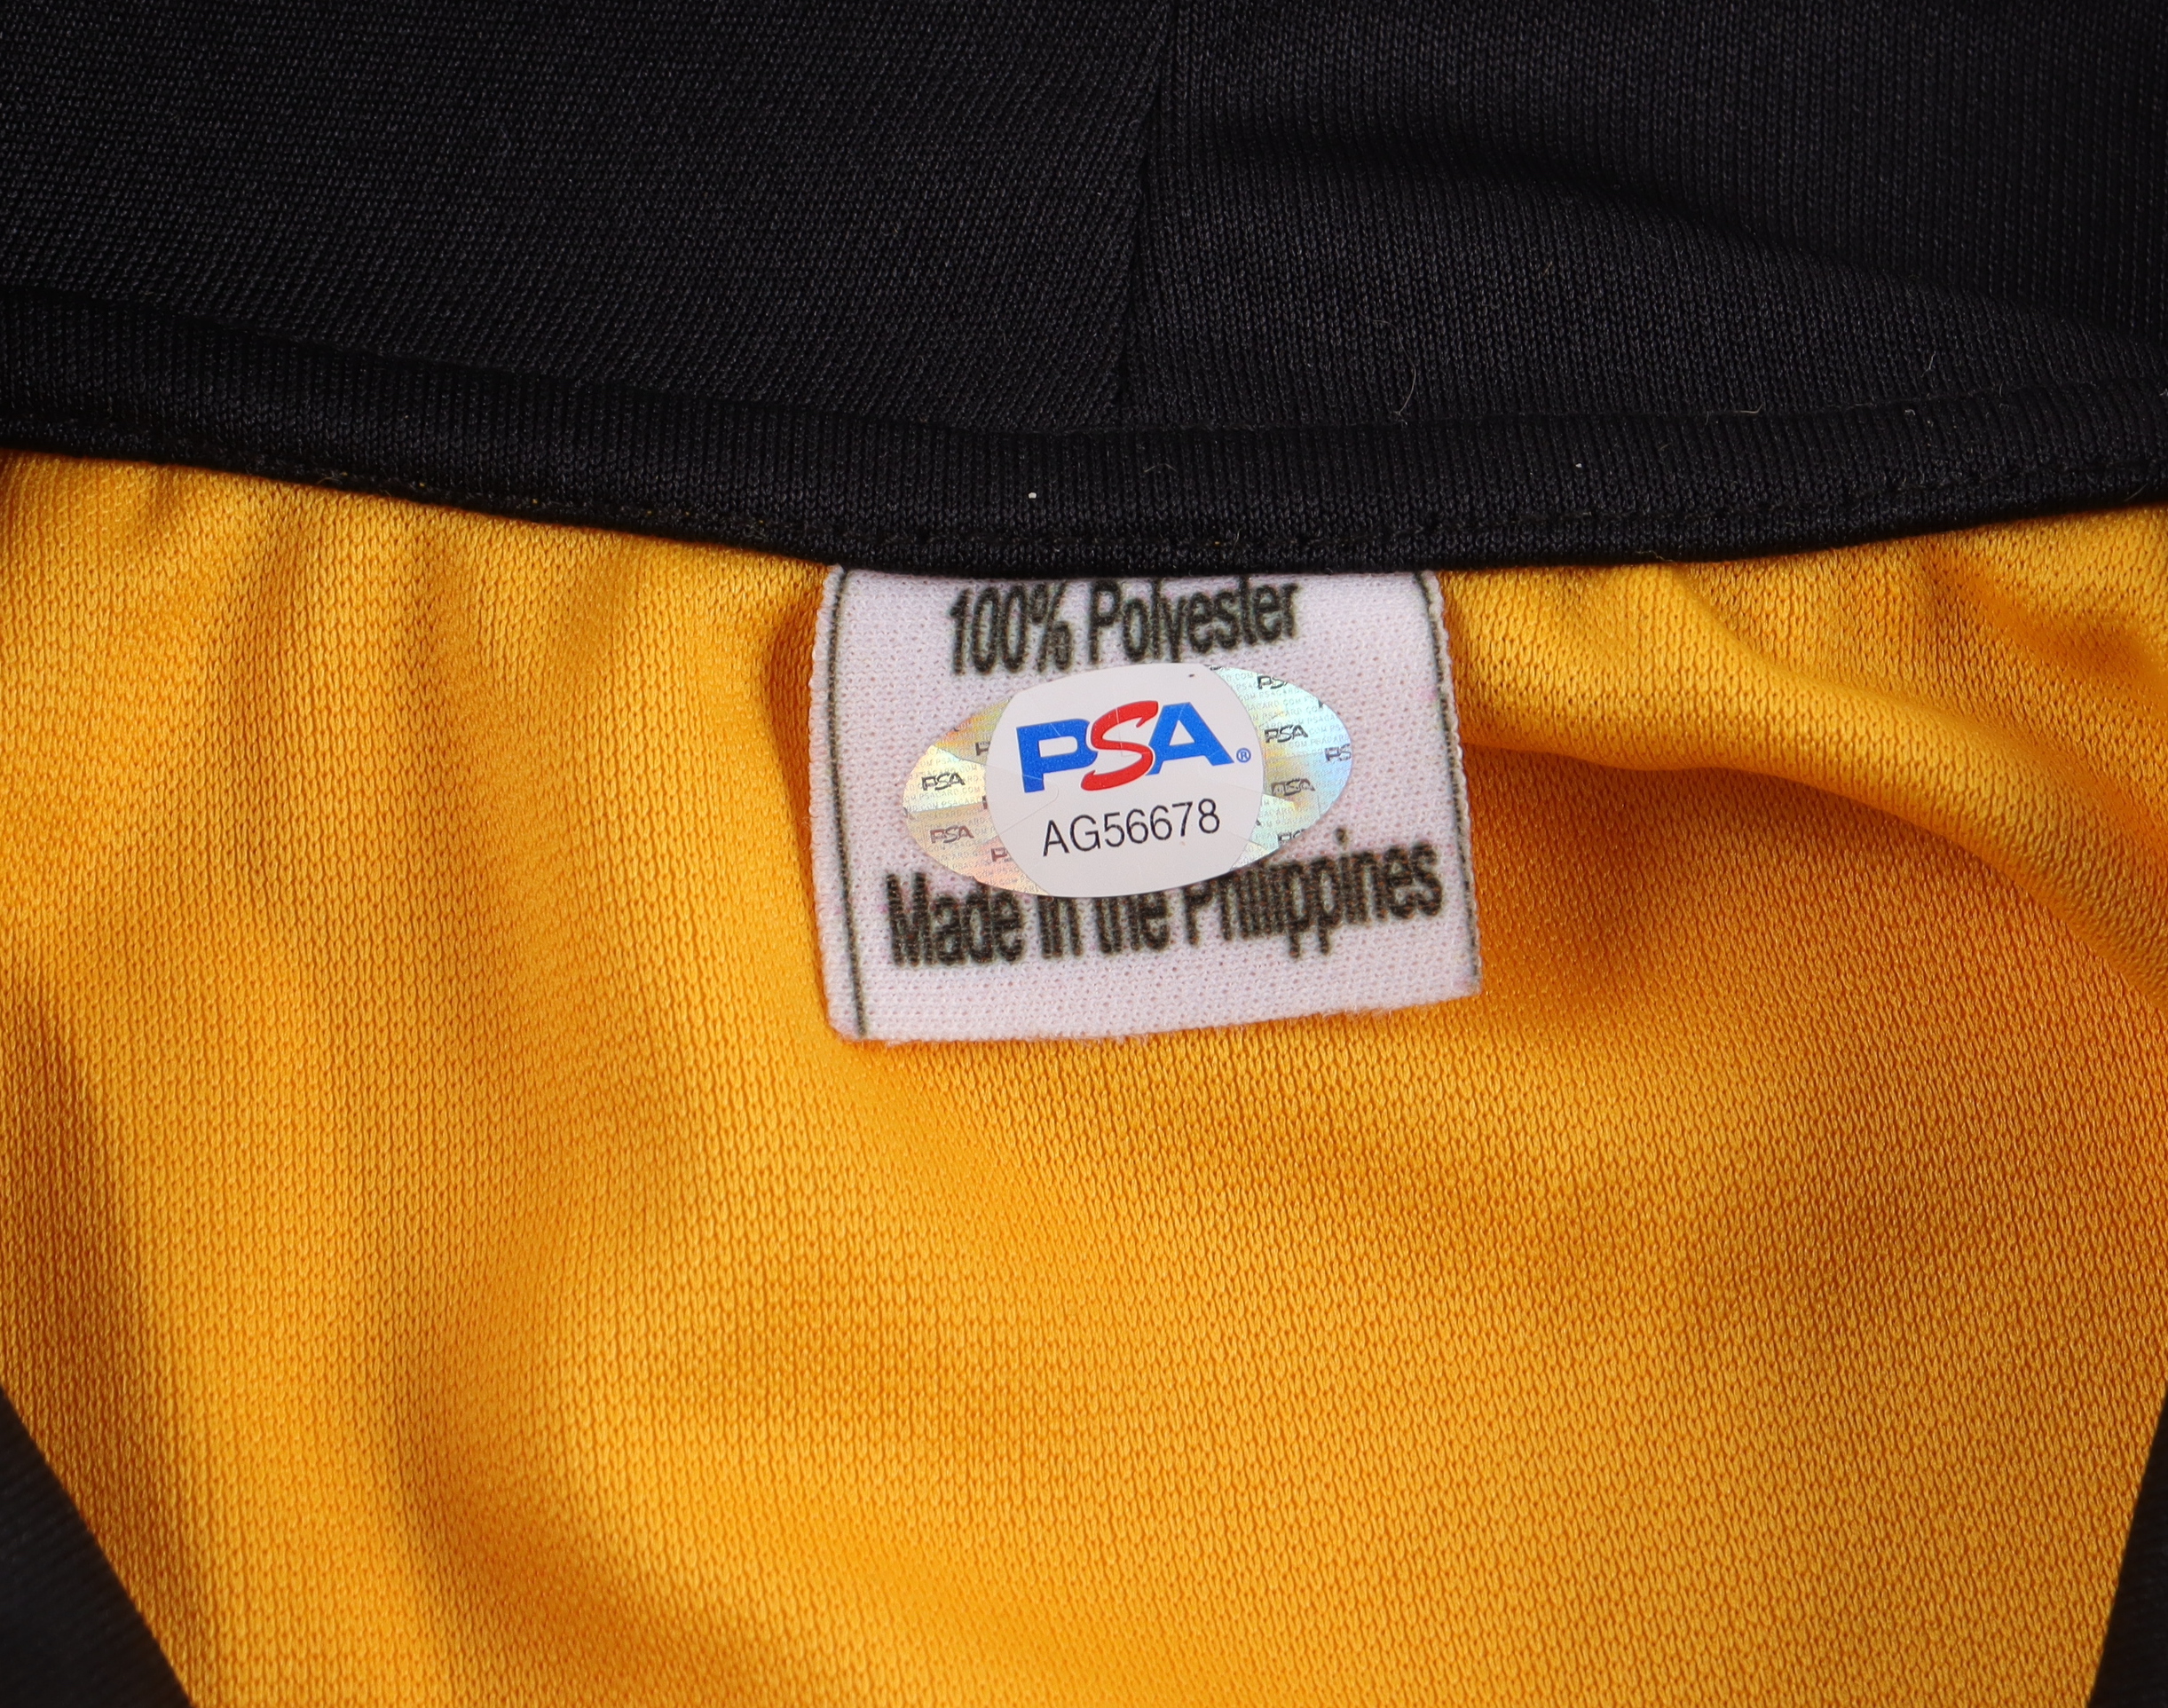 100% Polyester
PSA®
AG56678
Made in the Philippines